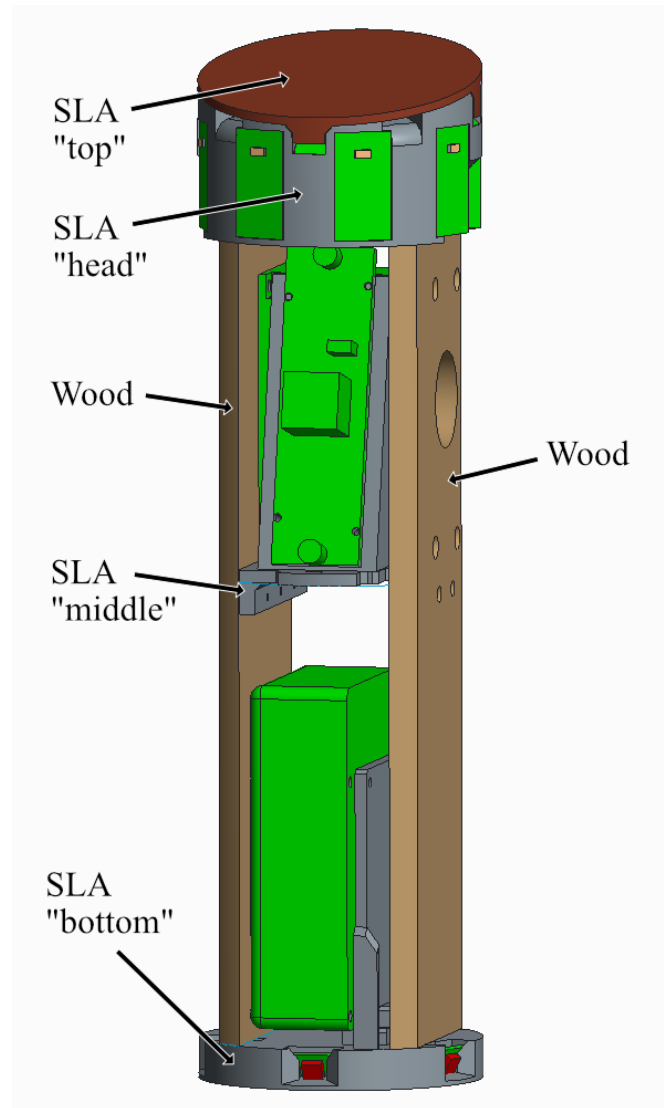 SLA
"top"
SLA
"head"
Wood
Wood
SLA
"middle"
SLA
"bottom"